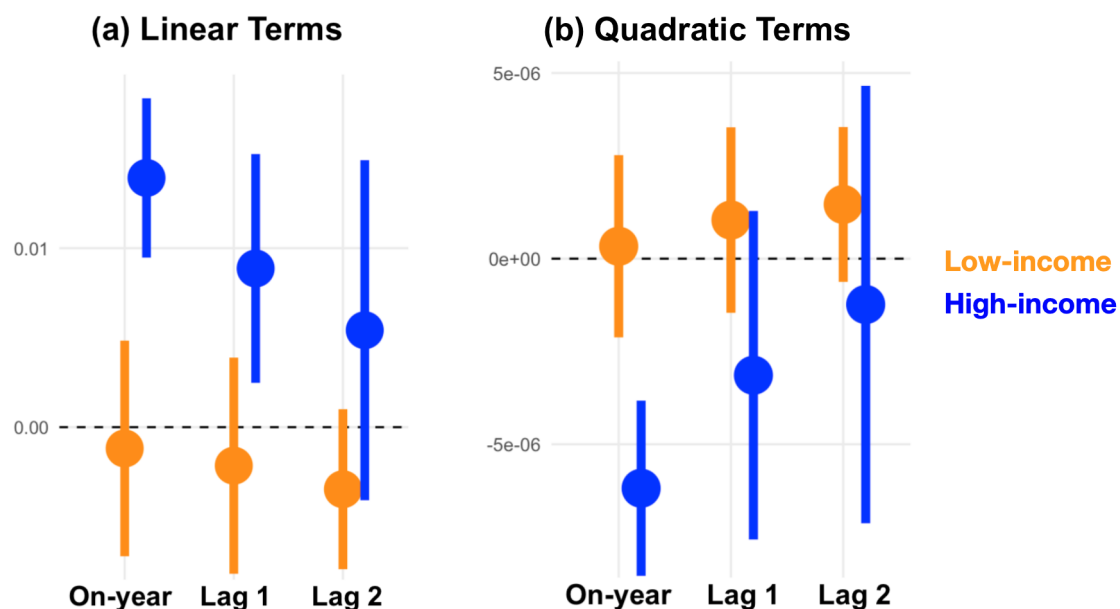 (a) Linear Terms
(b) Quadratic Terms
0.01
0.00
On-year
Lag 1
Lag 2
5e-06
0e+00
-5e-06
On-year
Lag 1
Lag 2
Low-income
High-income